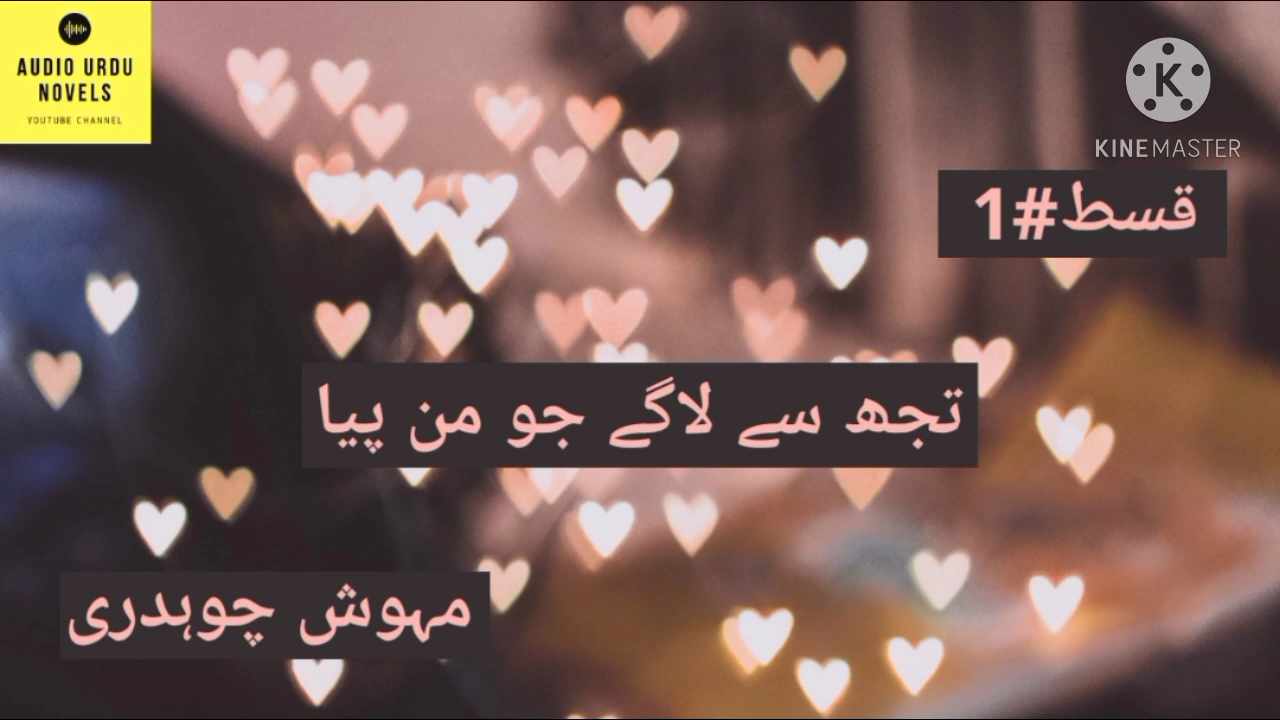 AUDIO URDU
NOVELS
YOUTUBE CHANNEL
K
KINEMASTER
قسط#1
تجھ سے لاگے جو من پیا
مہوش چوہدری